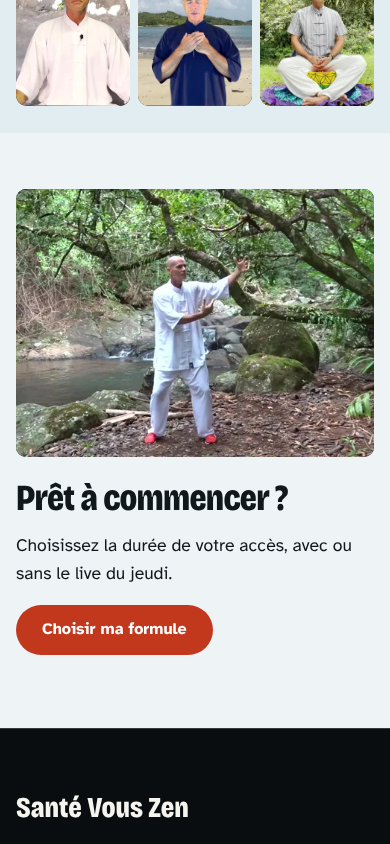 Prêt à commencer ?
Choisissez la durée de votre accès, avec ou
sans le live du jeudi.
Choisir ma formule
Santé Vous Zen